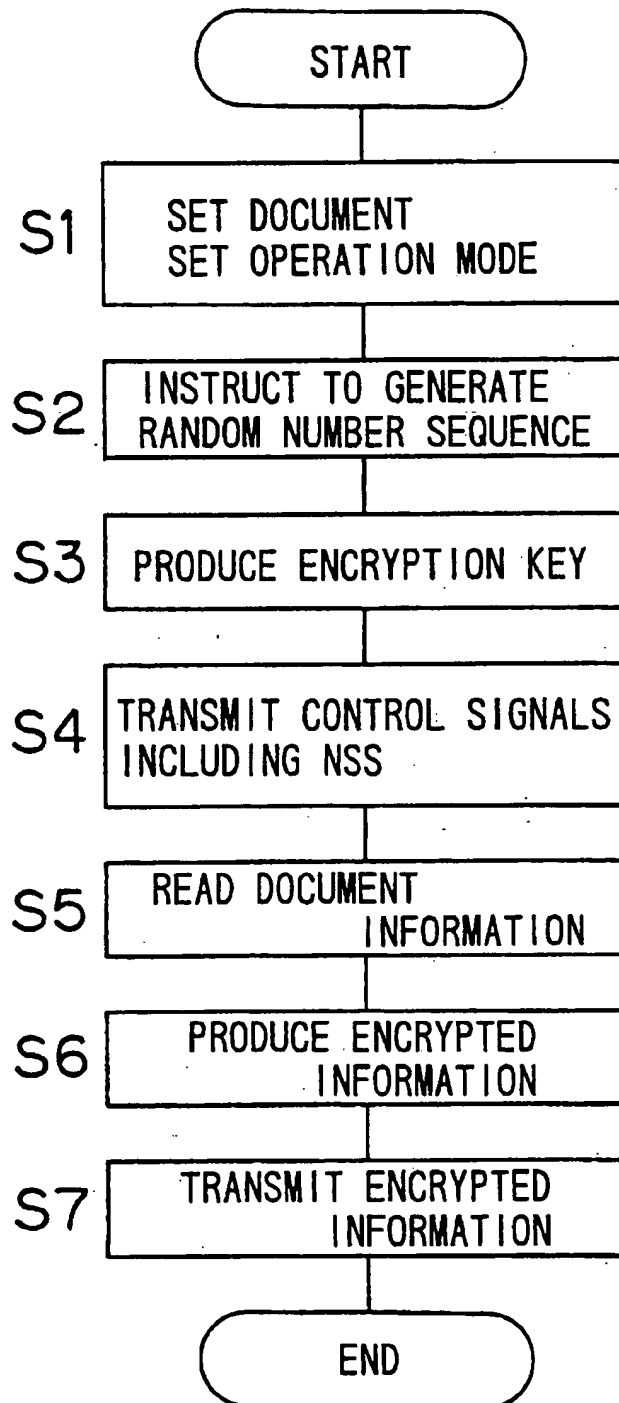 START
S1
SET DOCUMENT
SET OPERATION MODE
S2
INSTRUCT TO GENERATE
RANDOM NUMBER SEQUENCE
S3
PRODUCE ENCRYPTION KEY
S4
TRANSMIT CONTROL SIGNALS
INCLUDING NSS
S5
READ DOCUMENT
INFORMATION
S6
PRODUCE ENCRYPTED
INFORMATION
S7
TRANSMIT ENCRYPTED
INFORMATION
END